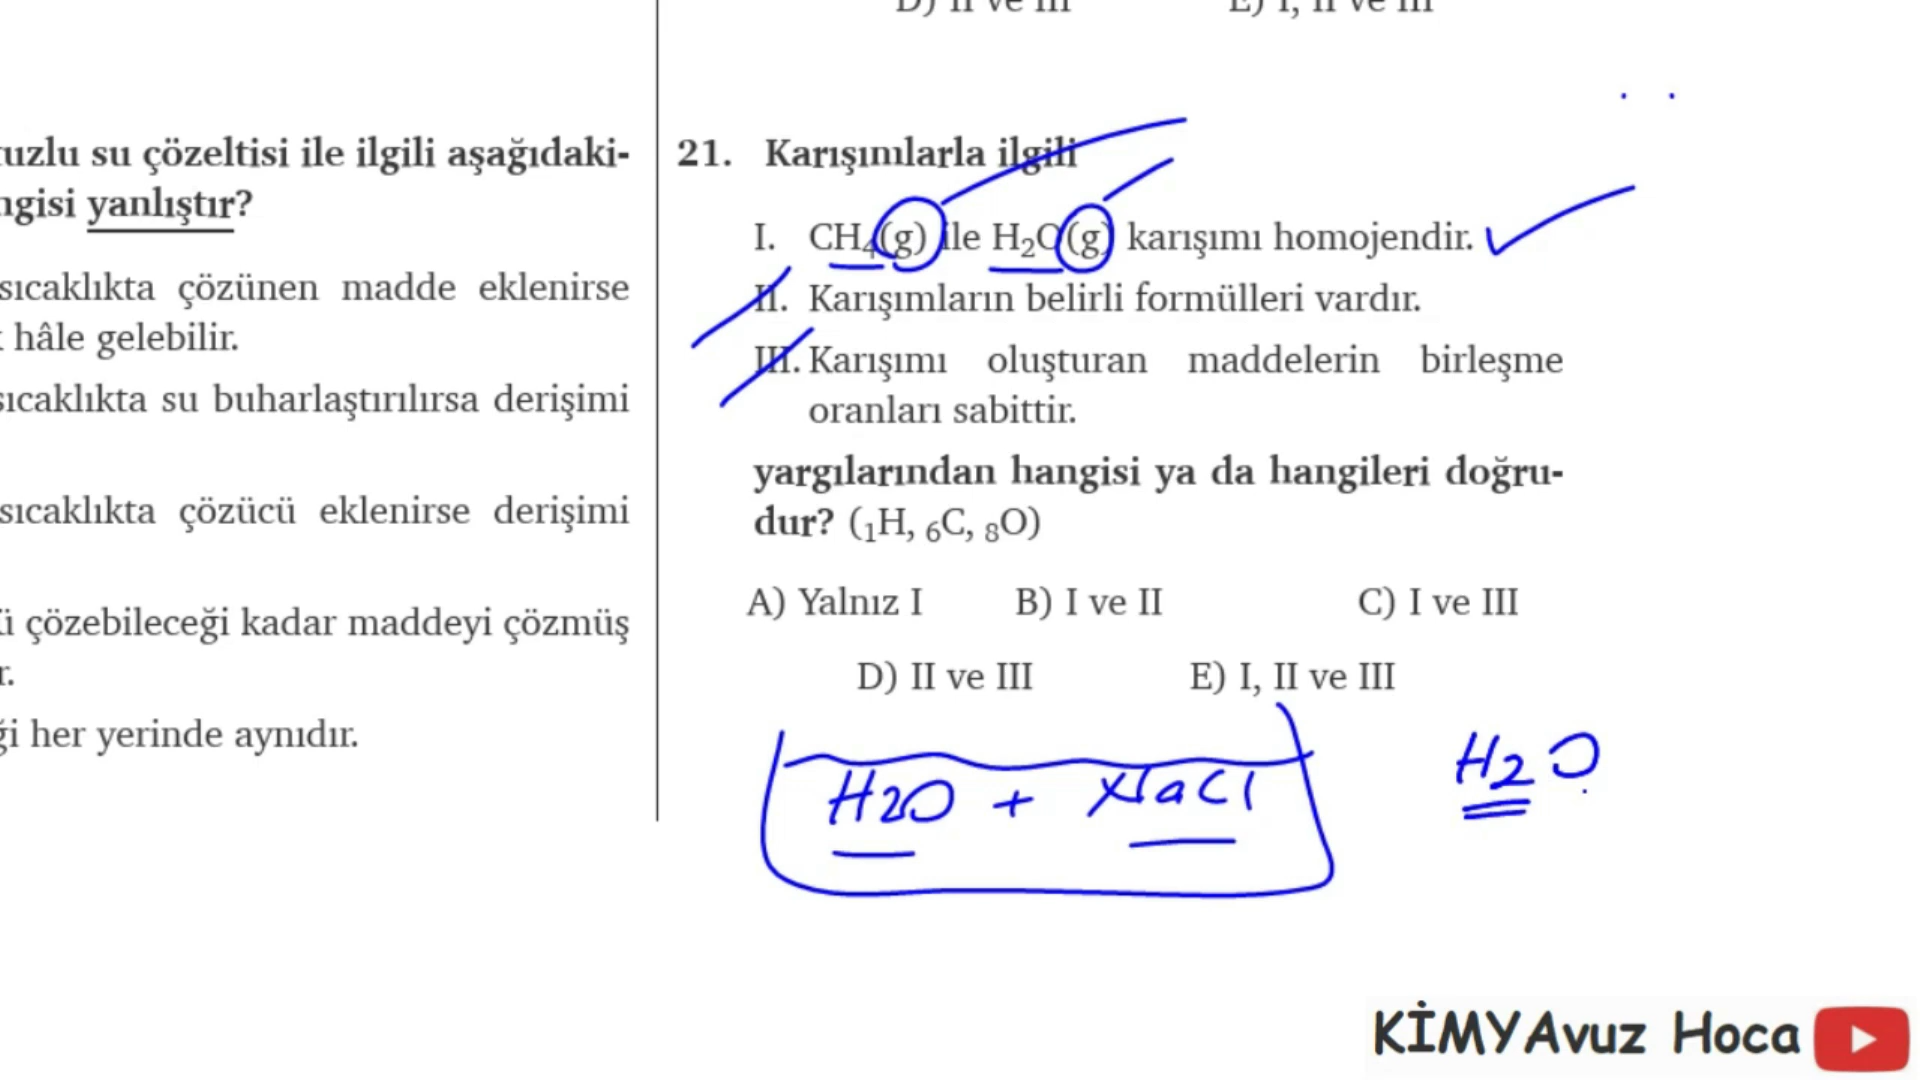 D) II ve III E) I, II ve III
tuzlu su çözeltisi ile ilgili aşağıdaki-
ngisi yanlıştır?
sıcaklıkta çözünen madde eklenirse
hâle gelebilir.
sıcaklıkta su buharlaştırılırsa derişimi
sıcaklıkta çözücü eklenirse derişimi
ü çözebileceği kadar maddeyi çözmüş
r.
ği her yerinde aynıdır.
21. Karışımlarla ilgili
I. CH₄(g) ile H₂O(g) karışımı homojendir.
II. Karışımların belirli formülleri vardır.
III. Karışımı oluşturan maddelerin birleşme
oranları sabittir.
yargılarından hangisi ya da hangileri doğru-
dur? (₁H, ₆C, ₈O)
A) Yalnız I B) I ve II C) I ve III
D) II ve III E) I, II ve III
H2O + NaCl
H2O
KİMYAvuz Hoca